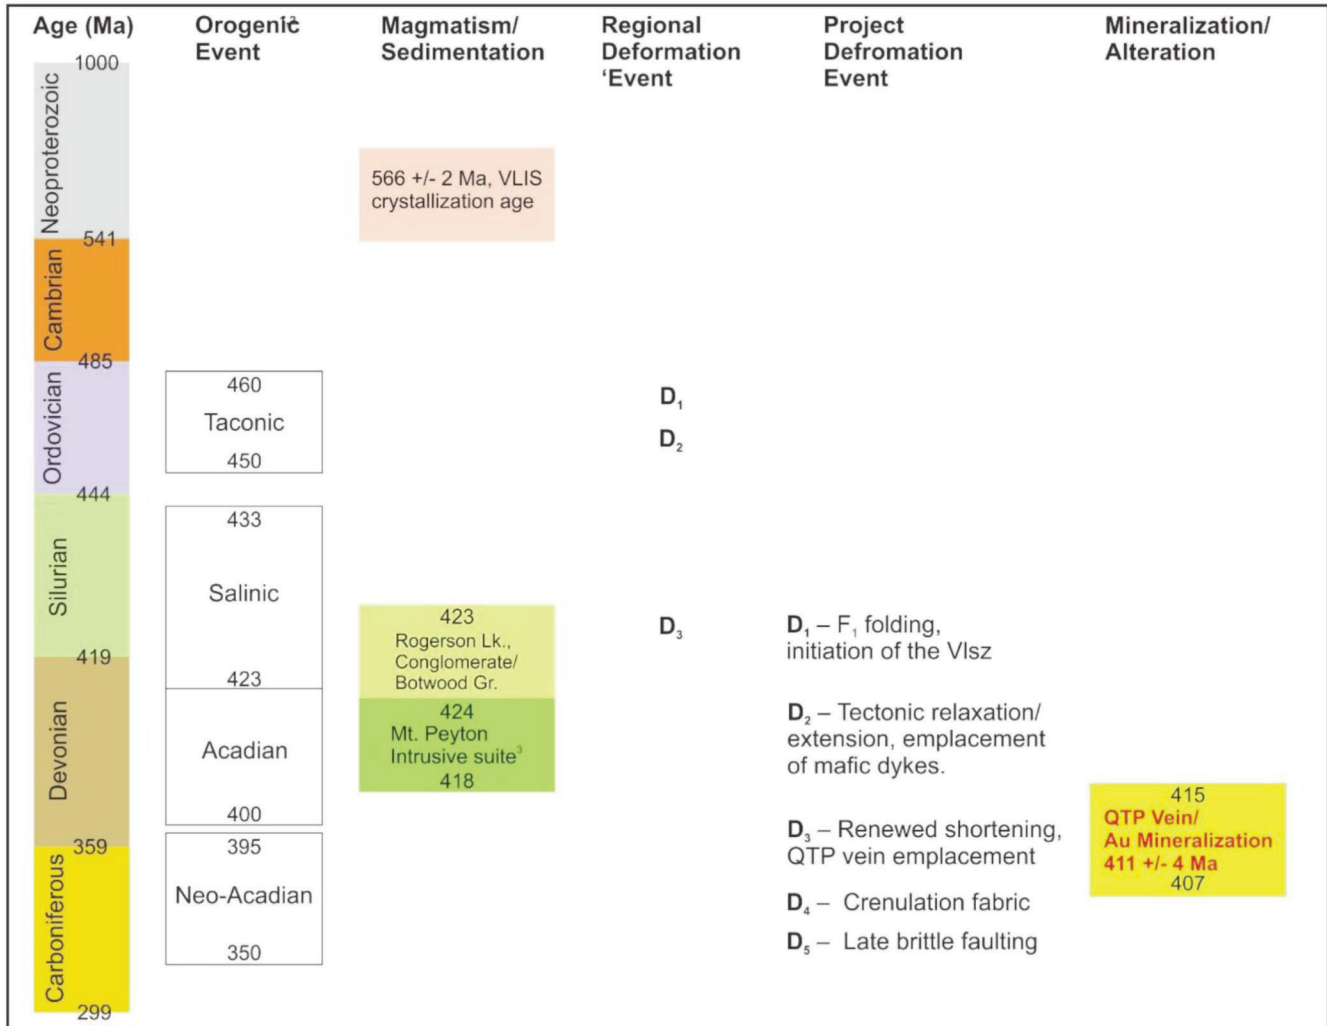 Age (Ma)
Orogenic²
Event
Magmatism/
Sedimentation
Regional
Deformation
‘Event
Project
Defromation
Event
Mineralization/
Alteration
1000
Neoproterozoic
541
Cambrian
485
Ordovician
444
Silurian
419
Devonian
359
Carboniferous
299
460
Taconic
450
433
Salinic
423
Acadian
400
395
Neo-Acadian
350
566 +/- 2 Ma, VLIS
crystallization age
423
Rogerson Lk.,
Conglomerate/
Botwood Gr.
424
Mt. Peyton
Intrusive suite³
418
D₁
D₂
D₃
D₁ – F₁ folding,
initiation of the Vlsz
D₂ – Tectonic relaxation/
extension, emplacement
of mafic dykes.
D₃ – Renewed shortening,
QTP vein emplacement
D₄ – Crenulation fabric
D₅ – Late brittle faulting
415
QTP Vein/
Au Mineralization
411 +/- 4 Ma
407